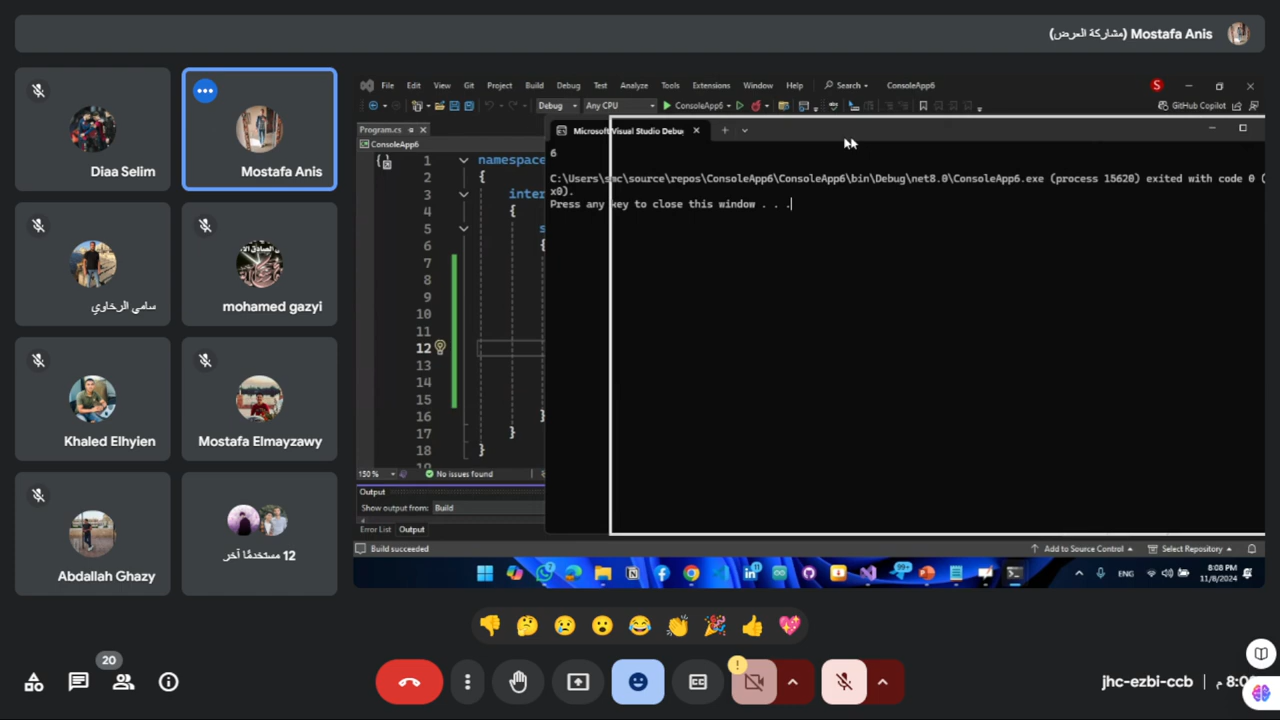 Mostafa Anis (مشاركة العرض)
Diaa Selim
Mostafa Anis
سامي الرخاوي
mohamed gazyi
Khaled Elhyien
Mostafa Elmayzawy
Abdallah Ghazy
12 مستخدمًا آخر
File Edit View Git Project Build Debug Test Analyze Tools Extensions Window Help Search ConsoleApp6
S
Debug Any CPU ConsoleApp6 GitHub Copilot
Program.cs
ConsoleApp6
Microsoft Visual Studio Debug
6
C:\Users\smc\source\repos\ConsoleApp6\ConsoleApp6\bin\Debug\net8.0\ConsoleApp6.exe (process 15620) exited with code 0 (
x0).
Press any key to close this window . . .
1 namespace
2 {
3 inter
4 {
5 s
6 {
7
8
9
10
11
12
13
14
15
16 }
17 }
18 }
150 % No issues found
Output
Show output from: Build
Error List Output
Build succeeded Add to Source Control Select Repository
99+ ENG 8:08 PM
11/8/2024
20
jhc-ezbi-ccb